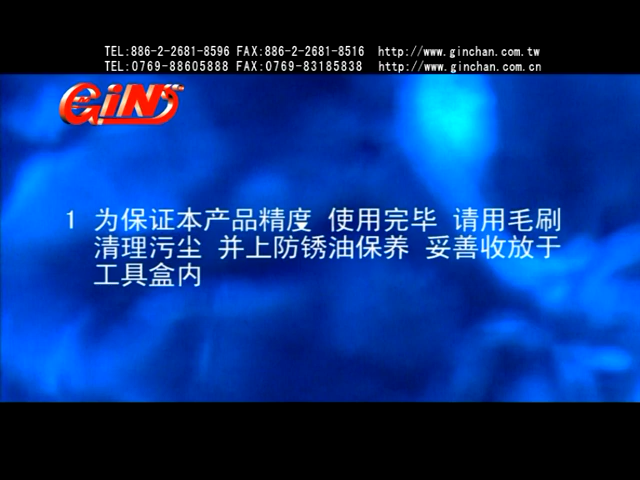 TEL:886-2-2681-8596 FAX:886-2-2681-8516 http://www.ginchan.com.tw
TEL:0769-88605888 FAX:0769-83185838 http://www.ginchan.com.cn
GiN
1 为保证本产品精度 使用完毕 请用毛刷
清理污尘 并上防锈油保养 妥善收放于
工具盒内